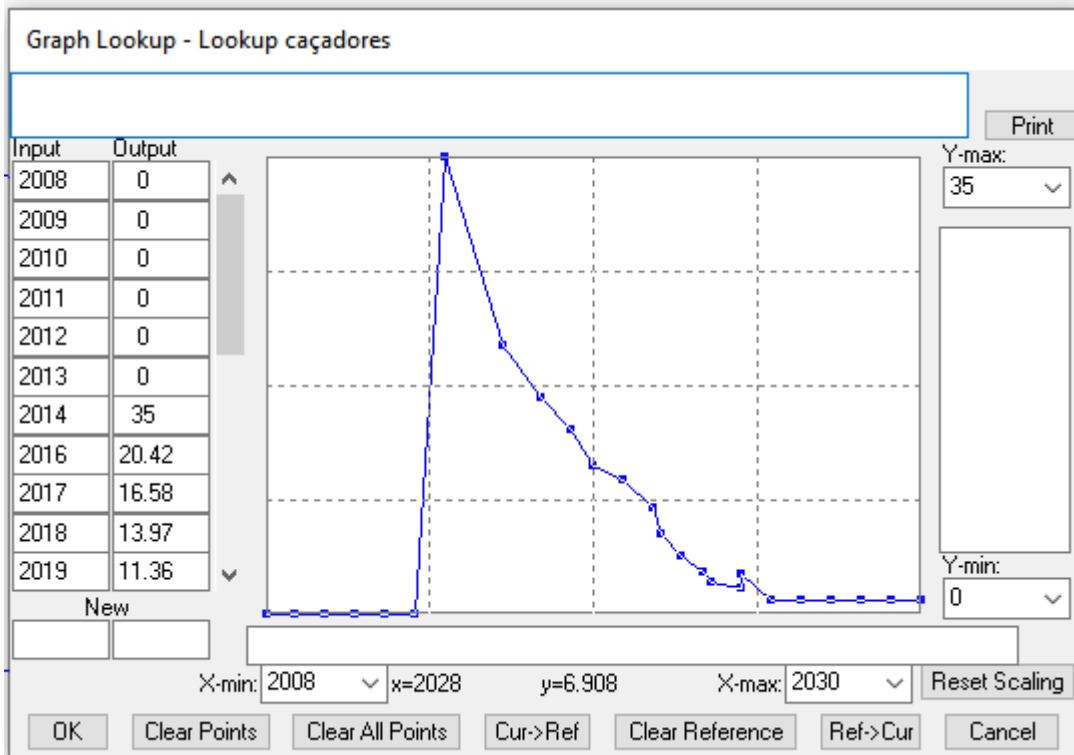 Graph Lookup - Lookup caçadores
Print
Input Output
Y-max:
2008 0
35
2009 0
2010 0
2011 0
2012 0
2013 0
2014 35
2016 20.42
2017 16.58
2018 13.97
2019 11.36
Y-min:
0
New
X-min: 2008 x=2028 y=6.908 X-max: 2030 Reset Scaling
OK Clear Points Clear All Points Cur->Ref Clear Reference Ref->Cur Cancel